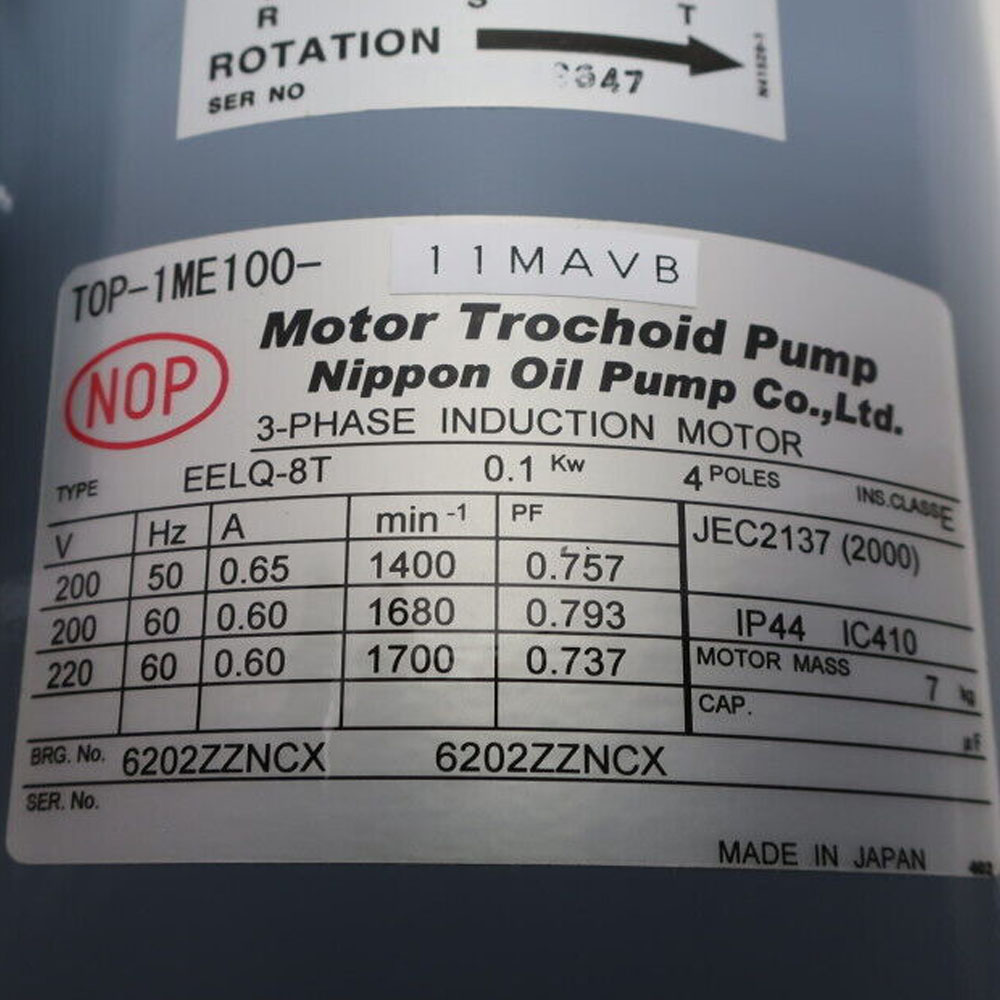 R S T
ROTATION
SER NO
TOP-1ME100- 11MAVB
NOP
Motor Trochoid Pump
Nippon Oil Pump Co.,Ltd.
3-PHASE INDUCTION MOTOR
TYPE EELQ-8T 0.1 Kw 4 POLES INS.CLASSE
V Hz A min -1 PF JEC2137 (2000)
200 50 0.65 1400 0.757
200 60 0.60 1680 0.793 IP44 IC410
220 60 0.60 1700 0.737 MOTOR MASS 7 kg
CAP. µF
BRG. No. 6202ZZNCX 6202ZZNCX
SER. No.
MADE IN JAPAN